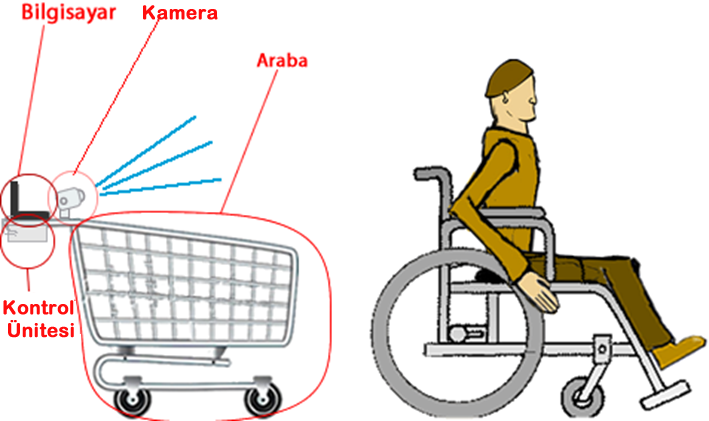 Bilgisayar
Kamera
Araba
Kontrol
Ünitesi